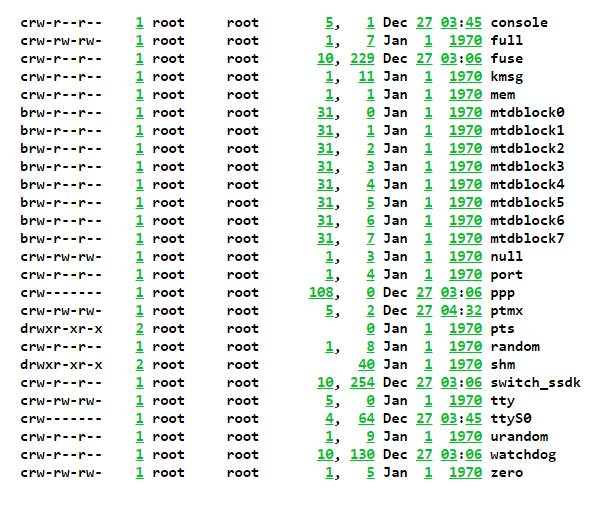 crw-r--r-- 1 root root 5, 1 Dec 27 03:45 console
crw-rw-rw- 1 root root 1, 7 Jan 1 1970 full
crw-r--r-- 1 root root 10, 229 Dec 27 03:06 fuse
crw-r--r-- 1 root root 1, 11 Jan 1 1970 kmsg
crw-r--r-- 1 root root 1, 1 Jan 1 1970 mem
brw-r--r-- 1 root root 31, 0 Jan 1 1970 mtdblock0
brw-r--r-- 1 root root 31, 1 Jan 1 1970 mtdblock1
brw-r--r-- 1 root root 31, 2 Jan 1 1970 mtdblock2
brw-r--r-- 1 root root 31, 3 Jan 1 1970 mtdblock3
brw-r--r-- 1 root root 31, 4 Jan 1 1970 mtdblock4
brw-r--r-- 1 root root 31, 5 Jan 1 1970 mtdblock5
brw-r--r-- 1 root root 31, 6 Jan 1 1970 mtdblock6
brw-r--r-- 1 root root 31, 7 Jan 1 1970 mtdblock7
crw-rw-rw- 1 root root 1, 3 Jan 1 1970 null
crw-r--r-- 1 root root 1, 4 Jan 1 1970 port
crw------- 1 root root 108, 0 Dec 27 03:06 ppp
crw-rw-rw- 1 root root 5, 2 Dec 27 04:32 ptmx
drwxr-xr-x 2 root root 0 Jan 1 1970 pts
crw-r--r-- 1 root root 1, 8 Jan 1 1970 random
drwxr-xr-x 2 root root 40 Jan 1 1970 shm
crw-r--r-- 1 root root 10, 254 Dec 27 03:06 switch_ssdk
crw-rw-rw- 1 root root 5, 0 Jan 1 1970 tty
crw------- 1 root root 4, 64 Dec 27 03:45 ttyS0
crw-r--r-- 1 root root 1, 9 Jan 1 1970 urandom
crw-r--r-- 1 root root 10, 130 Dec 27 03:06 watchdog
crw-rw-rw- 1 root root 1, 5 Jan 1 1970 zero